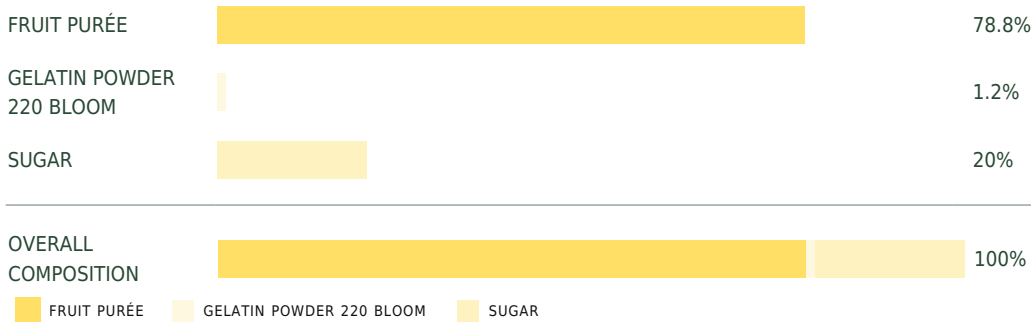 FRUIT PURÉE 78.8%
GELATIN POWDER
220 BLOOM 1.2%
SUGAR 20%
OVERALL
COMPOSITION 100%
FRUIT PURÉE GELATIN POWDER 220 BLOOM SUGAR